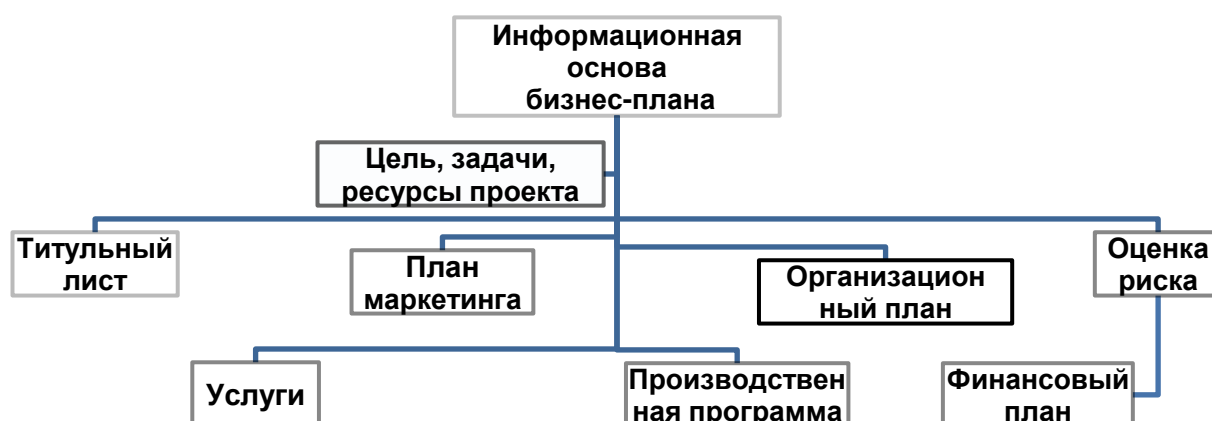 Информационная
основа
бизнес-плана
Цель, задачи,
ресурсы проекта
Титульный
лист
План
маркетинга
Организацион
ный план
Оценка
риска
Услуги
Производствен
ная программа
Финансовый
план